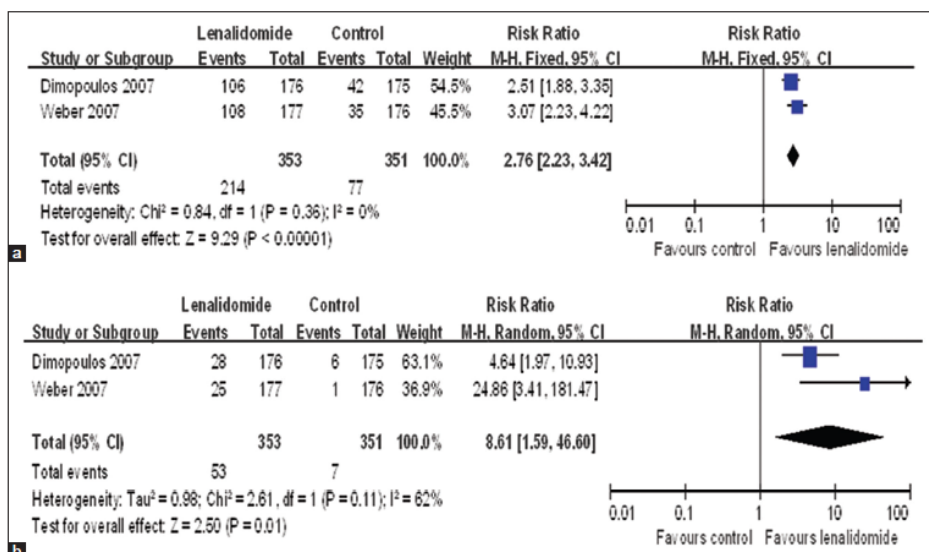 Lenalidomide Control Risk Ratio Risk Ratio
Study or Subgroup Events Total Events Total Weight M-H, Fixed, 95% CI M-H, Fixed, 95% CI
Dimopoulos 2007 106 176 42 175 54.5% 2.51 [1.88, 3.35]
Weber 2007 108 177 35 176 45.5% 3.07 [2.23, 4.22]
Total (95% CI) 353 351 100.0% 2.76 [2.23, 3.42]
Total events 214 77
Heterogeneity: Chi² = 0.84, df = 1 (P = 0.36); I² = 0%
Test for overall effect: Z = 9.29 (P < 0.00001)
0.01 0.1 1 10 100
Favours control Favours lenalidomide
a
Lenalidomide Control Risk Ratio Risk Ratio
Study or Subgroup Events Total Events Total Weight M-H, Random, 95% CI M-H, Random, 95% CI
Dimopoulos 2007 28 176 6 175 63.1% 4.64 [1.97, 10.93]
Weber 2007 25 177 1 176 36.9% 24.86 [3.41, 181.47]
Total (95% CI) 353 351 100.0% 8.61 [1.59, 46.60]
Total events 53 7
Heterogeneity: Tau² = 0.98; Chi² = 2.61, df = 1 (P = 0.11); I² = 62%
Test for overall effect: Z = 2.50 (P = 0.01)
0.01 0.1 1 10 100
Favours control Favours lenalidomide
b